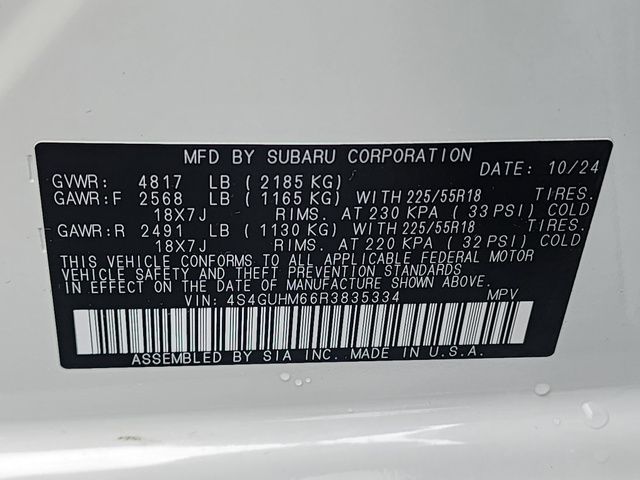 MFD BY SUBARU CORPORATION DATE: 10/24
GVWR: 4817 LB ( 2185 KG)
GAWR:F 2568 LB ( 1165 KG) WITH 225/55R18 TIRES.
18X7J RIMS. AT 230 KPA ( 33 PSI) COLD
GAWR:R 2491 LB ( 1130 KG) WITH 225/55R18 TIRES.
18X7J RIMS. AT 220 KPA ( 32 PSI) COLD
THIS VEHICLE CONFORMS TO ALL APPLICABLE FEDERAL MOTOR
VEHICLE SAFETY AND THEFT PREVENTION STANDARDS
IN EFFECT ON THE DATE OF MANUFACTURE SHOWN ABOVE.
VIN: 4S4GUHM66R3835334 MPV
ASSEMBLED BY SIA INC. MADE IN U.S.A.